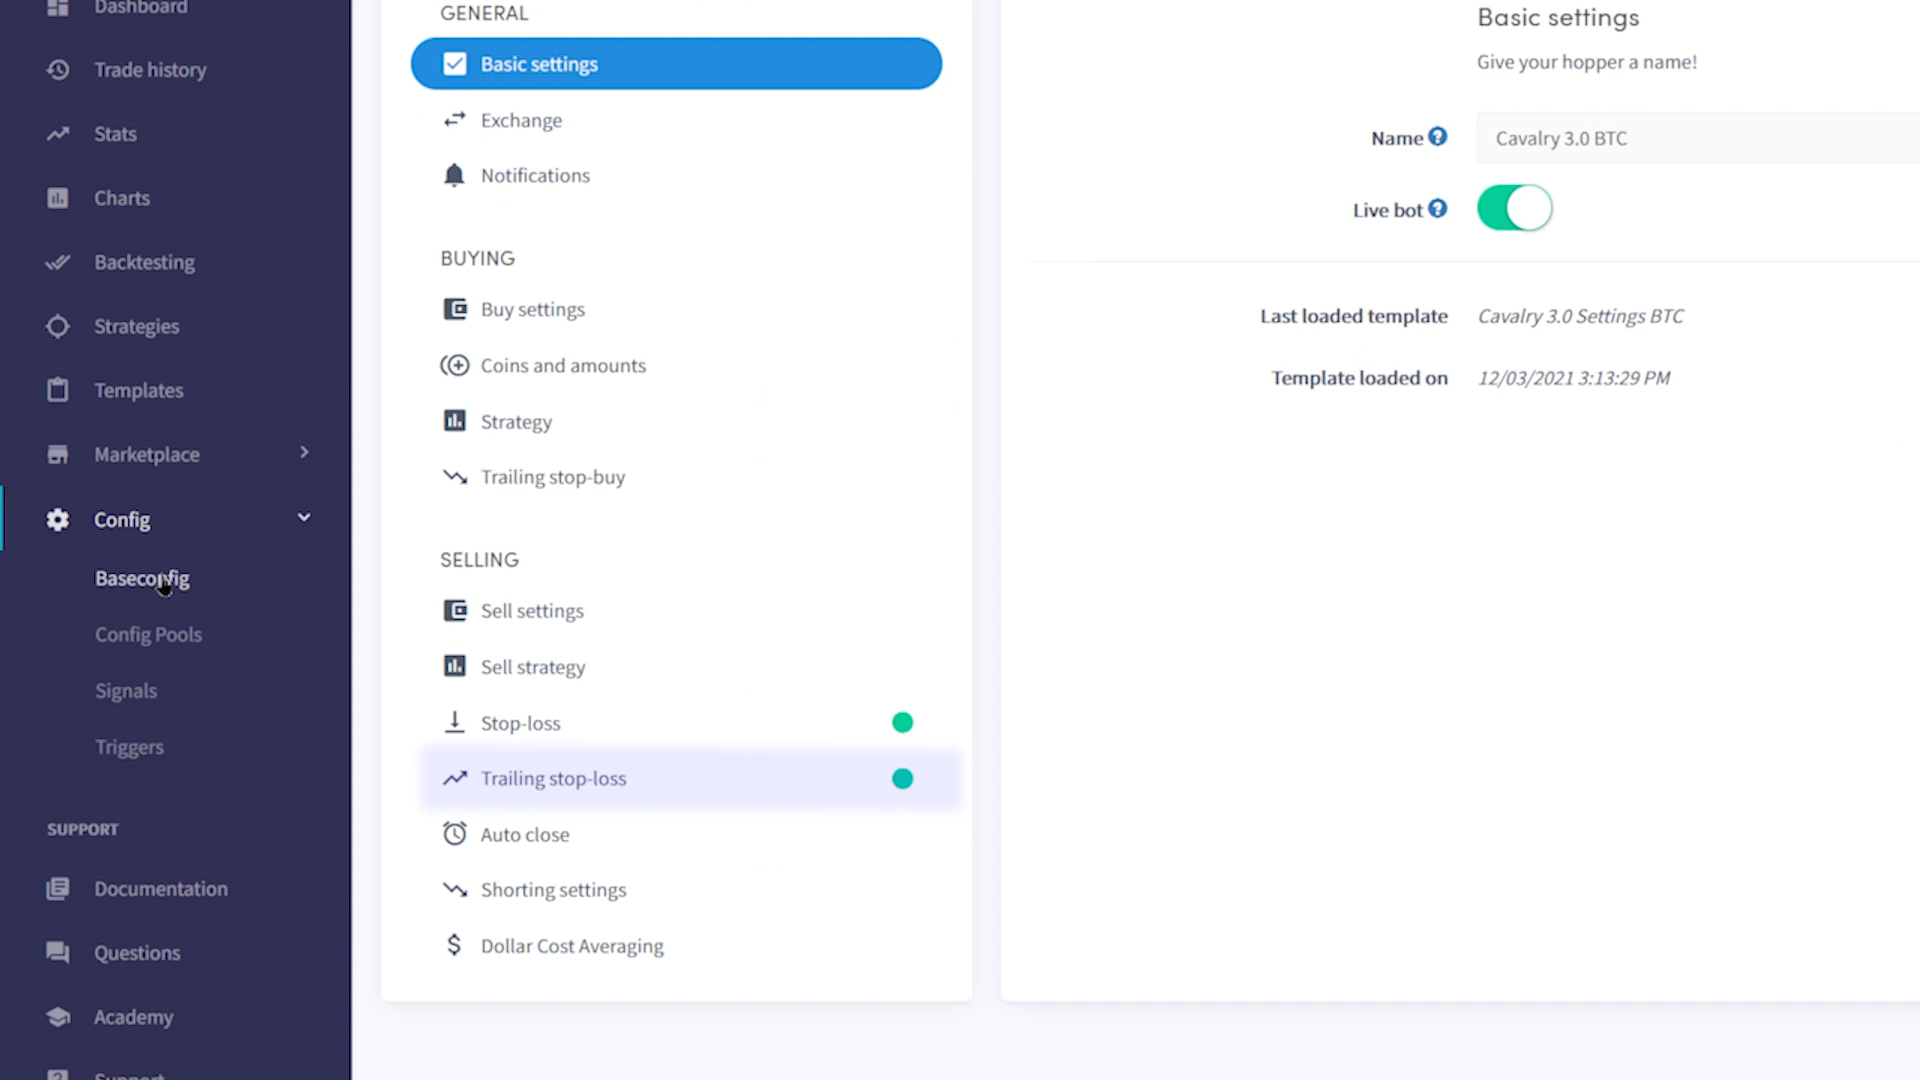 Dashboard
Trade history
Stats
Charts
Backtesting
Strategies
Templates
Marketplace
Config
Baseconfig
Config Pools
Signals
Triggers
SUPPORT
Documentation
Questions
Academy
Support
GENERAL
Basic settings
Exchange
Notifications
BUYING
Buy settings
Coins and amounts
Strategy
Trailing stop-buy
SELLING
Sell settings
Sell strategy
Stop-loss
Trailing stop-loss
Auto close
Shorting settings
Dollar Cost Averaging
Basic settings
Give your hopper a name!
Name Cavalry 3.0 BTC
Live bot
Last loaded template Cavalry 3.0 Settings BTC
Template loaded on 12/03/2021 3:13:29 PM